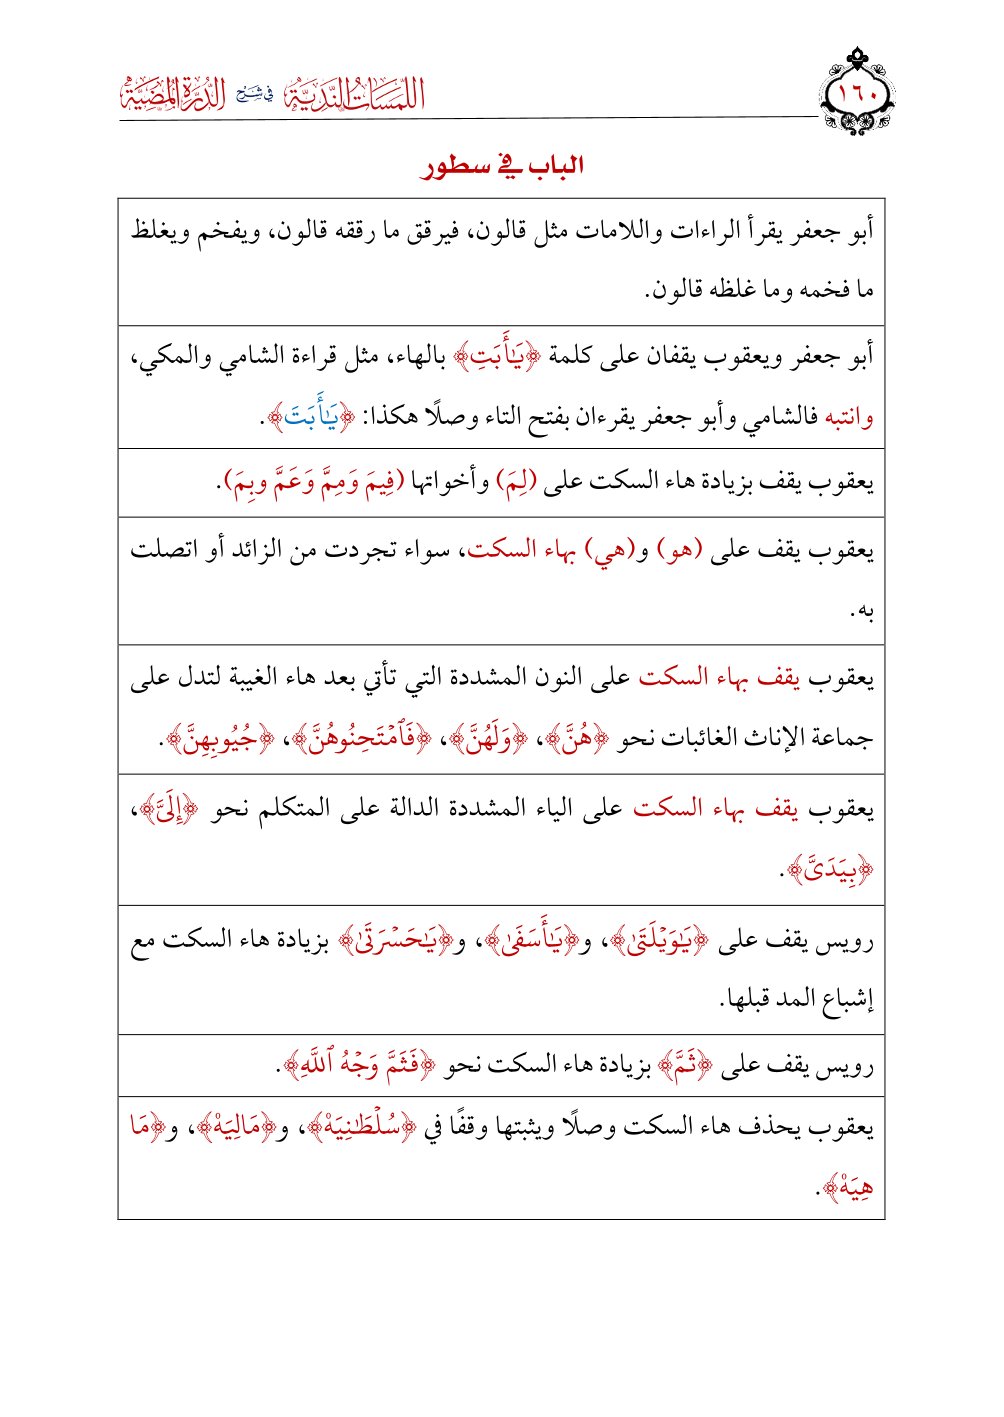 ١٦٠
اللمسات الندية في شرح الدرة المضية
الباب في سطور
أبو جعفر يقرأ الراءات واللامات مثل قالون، فيرقق ما رققه قالون، ويفخم ويغلظ
ما فخمه وما غلظه قالون.
أبو جعفر ويعقوب يقفان على كلمة ﴿يَٰٓأَبَتِ﴾ بالهاء، مثل قراءة الشامي والمكي،
وانتبه فالشامي وأبو جعفر يقرءان بفتح التاء وصلًا هكذا: ﴿يَٰٓأَبَتَ﴾.
يعقوب يقف بزيادة هاء السكت على (لِمَ) وأخواتها (فِيمَ وَمِمَّ وَعَمَّ وبِمَ).
يعقوب يقف على (هو) و(هي) بهاء السكت، سواء تجردت من الزائد أو اتصلت
به.
يعقوب يقف بهاء السكت على النون المشددة التي تأتي بعد هاء الغيبة لتدل على
جماعة الإناث الغائبات نحو ﴿هُنَّ﴾، ﴿وَلَهُنَّ﴾، ﴿فَٱمۡتَحِنُوهُنَّ﴾، ﴿جُيُوبِهِنَّ﴾.
يعقوب يقف بهاء السكت على الياء المشددة الدالة على المتكلم نحو ﴿إِلَىَّ﴾،
﴿بِيَدَىَّ﴾.
رويس يقف على ﴿يَٰوَيۡلَتَىٰ﴾، و﴿يَٰٓأَسَفَىٰ﴾، و﴿يَٰحَسۡرَتَىٰ﴾ بزيادة هاء السكت مع
إشباع المد قبلها.
رويس يقف على ﴿ثَمَّ﴾ بزيادة هاء السكت نحو ﴿فَثَمَّ وَجۡهُ ٱللَّهِ﴾.
يعقوب يحذف هاء السكت وصلًا ويثبتها وقفًا في ﴿سُلۡطَٰنِيَهۡ﴾، و﴿مَالِيَهۡ﴾، و﴿مَا
هِيَهۡ﴾.